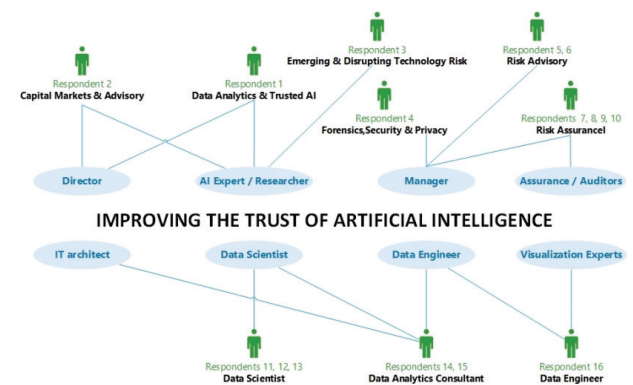 Respondent 3
Emerging & Disrupting Technology Risk
Respondent 5, 6
Risk Advisory
Respondent 2
Capital Markets & Advisory
Respondent 1
Data Analytics & Trusted AI
Respondent 4
Forensics,Security & Privacy
Respondents 7, 8, 9, 10
Risk Assurancel
Director
AI Expert / Researcher
Manager
Assurance / Auditors
IMPROVING THE TRUST OF ARTIFICIAL INTELLIGENCE
IT architect
Data Scientist
Data Engineer
Visualization Experts
Respondents 11, 12, 13
Data Scientist
Respondents 14, 15
Data Analytics Consultant
Respondent 16
Data Engineer